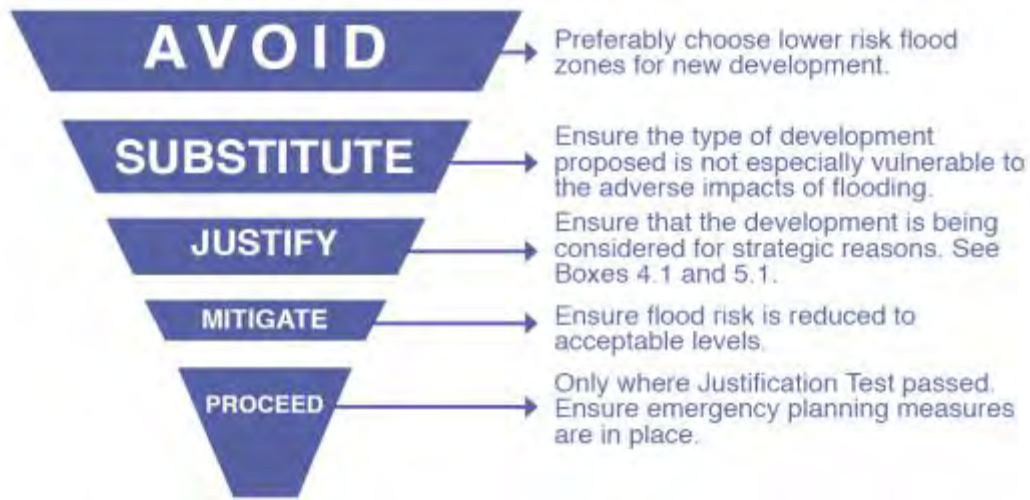 AVOID
Preferably choose lower risk flood
zones for new development.
SUBSTITUTE
Ensure the type of development
proposed is not especially vulnerable to
the adverse impacts of flooding.
JUSTIFY
Ensure that the development is being
considered for strategic reasons. See
Boxes 4.1 and 5.1.
MITIGATE
Ensure flood risk is reduced to
acceptable levels.
PROCEED
Only where Justification Test passed.
Ensure emergency planning measures
are in place.